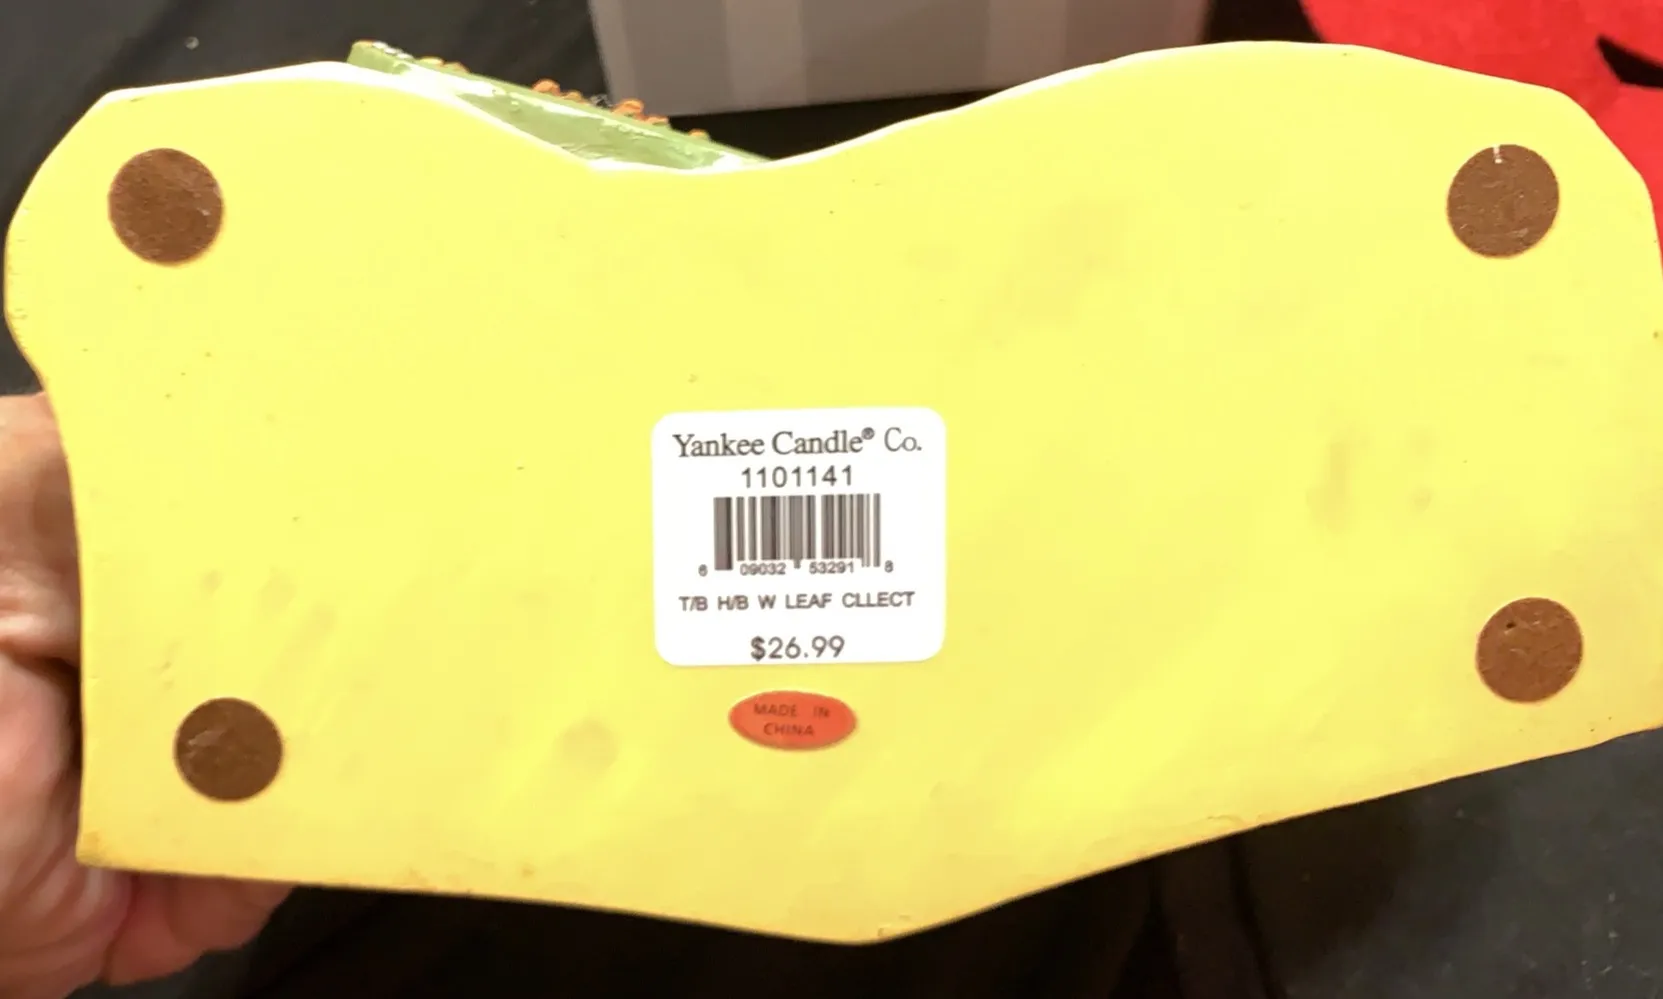 Yankee Candle® Co.
1101141
6 09032 53291 8
T/B H/B W LEAF CLLECT
$26.99
MADE IN
CHINA